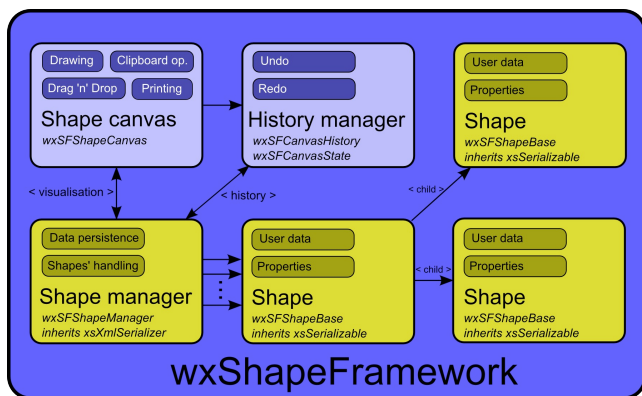 Drawing
Clipboard op.
Drag 'n' Drop
Printing
Shape canvas
wxSFShapeCanvas
Undo
Redo
History manager
wxSFCanvasHistory
wxSFCanvasState
User data
Properties
Shape
wxSFShapeBase
inherits xsSerializable
< visualisation >
< history >
< child >
Data persistence
Shapes' handling
Shape manager
wxSFShapeManager
inherits xsXmlSerializer
User data
Properties
Shape
wxSFShapeBase
inherits xsSerializable
< child >
User data
Properties
Shape
wxSFShapeBase
inherits xsSerializable
wxShapeFramework